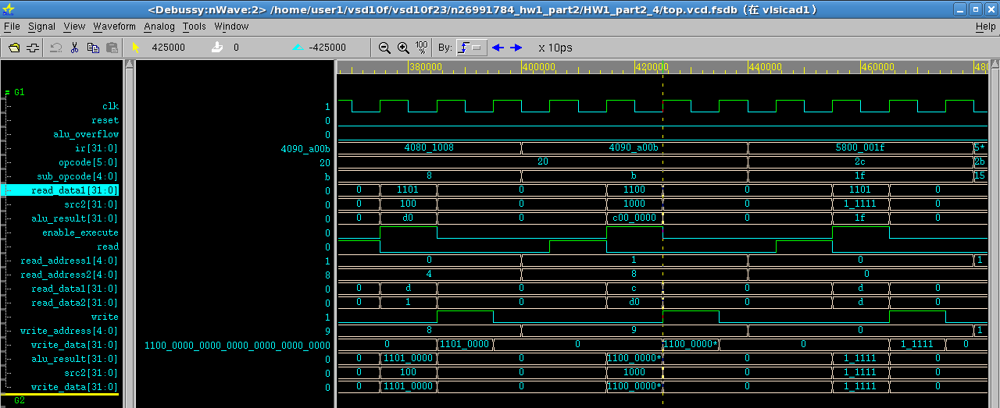 <Debussy:nWave:2> /home/user1/vsd10f/vsd10f23/n26991784_hw1_part2/HW1_part2_4/top.vcd.fsdb (在 vlsicad1)
File Signal View Waveform Analog Tools Window Help
425000 0 -425000 100 % By: x 10ps
380000 400000 420000 440000 460000 480
G1
clk 1
reset 0
alu_overflow 0
ir[31:0] 4090_a00b 4080_1008 4090_a00b 5800_001f 5*
opcode[5:0] 20 20 2c 2b
sub_opcode[4:0] b 8 b 1f 15
read_data1[31:0] 0 0 1101 0 1100 0 1101 0
src2[31:0] 0 0 100 0 1000 0 1_1111 0
alu_result[31:0] 0 0 d0 0 c00_0000 0 1f 0
enable_execute 0
read 0
read_address1[4:0] 1 0 1 0 1
read_address2[4:0] 8 4 8 0
read_data1[31:0] 0 0 d 0 c 0 d 0
read_data2[31:0] 0 0 1 0 d0 0 d 0
write 1
write_address[4:0] 9 8 9 0 1
write_data[31:0] 1100_0000_0000_0000_0000_0000_0000 0 1101_0000 0 1100_0000* 0 1_1111 0
alu_result[31:0] 0 0 1101_0000 0 1100_0000* 0 1_1111 0
src2[31:0] 0 0 100 0 1000 0 1_1111 0
write_data[31:0] 0 0 1101_0000 0 1100_0000* 0 1_1111 0
G2